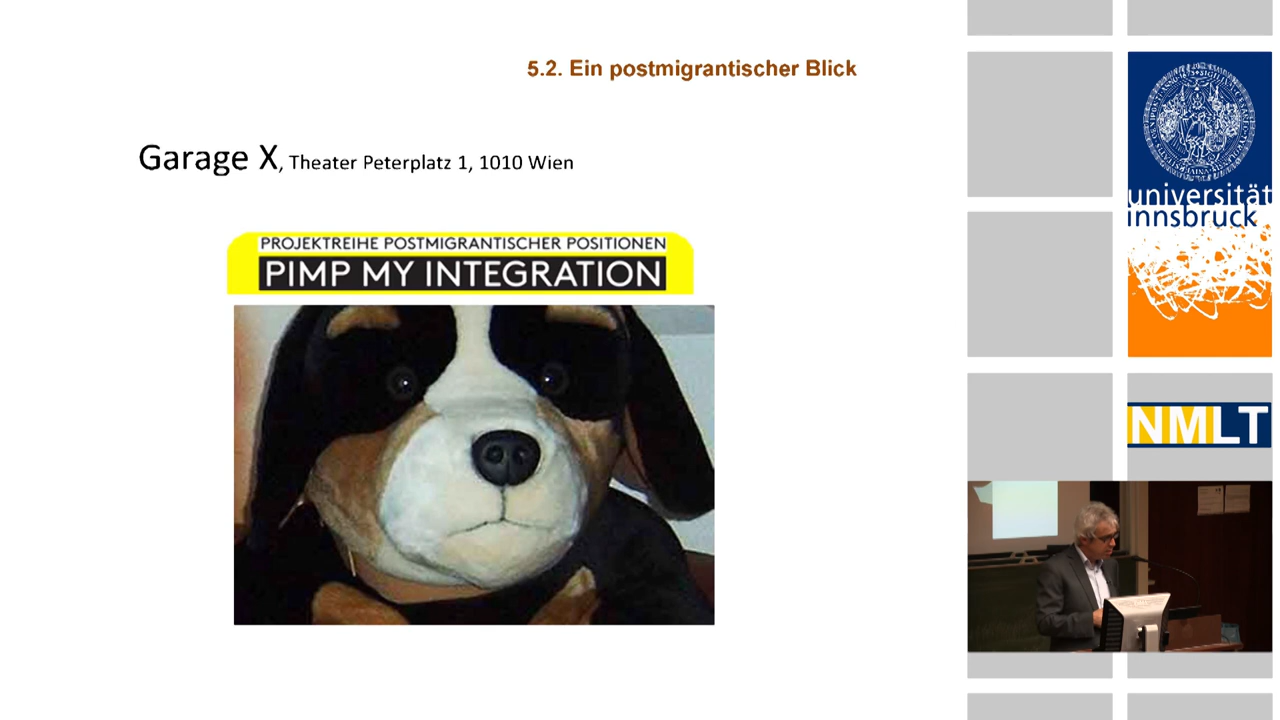 5.2. Ein postmigrantischer Blick
Garage X, Theater Peterplatz 1, 1010 Wien
PROJEKTREIHE POSTMIGRANTISCHER POSITIONEN
PIMP MY INTEGRATION
universität
innsbruck
NMLT